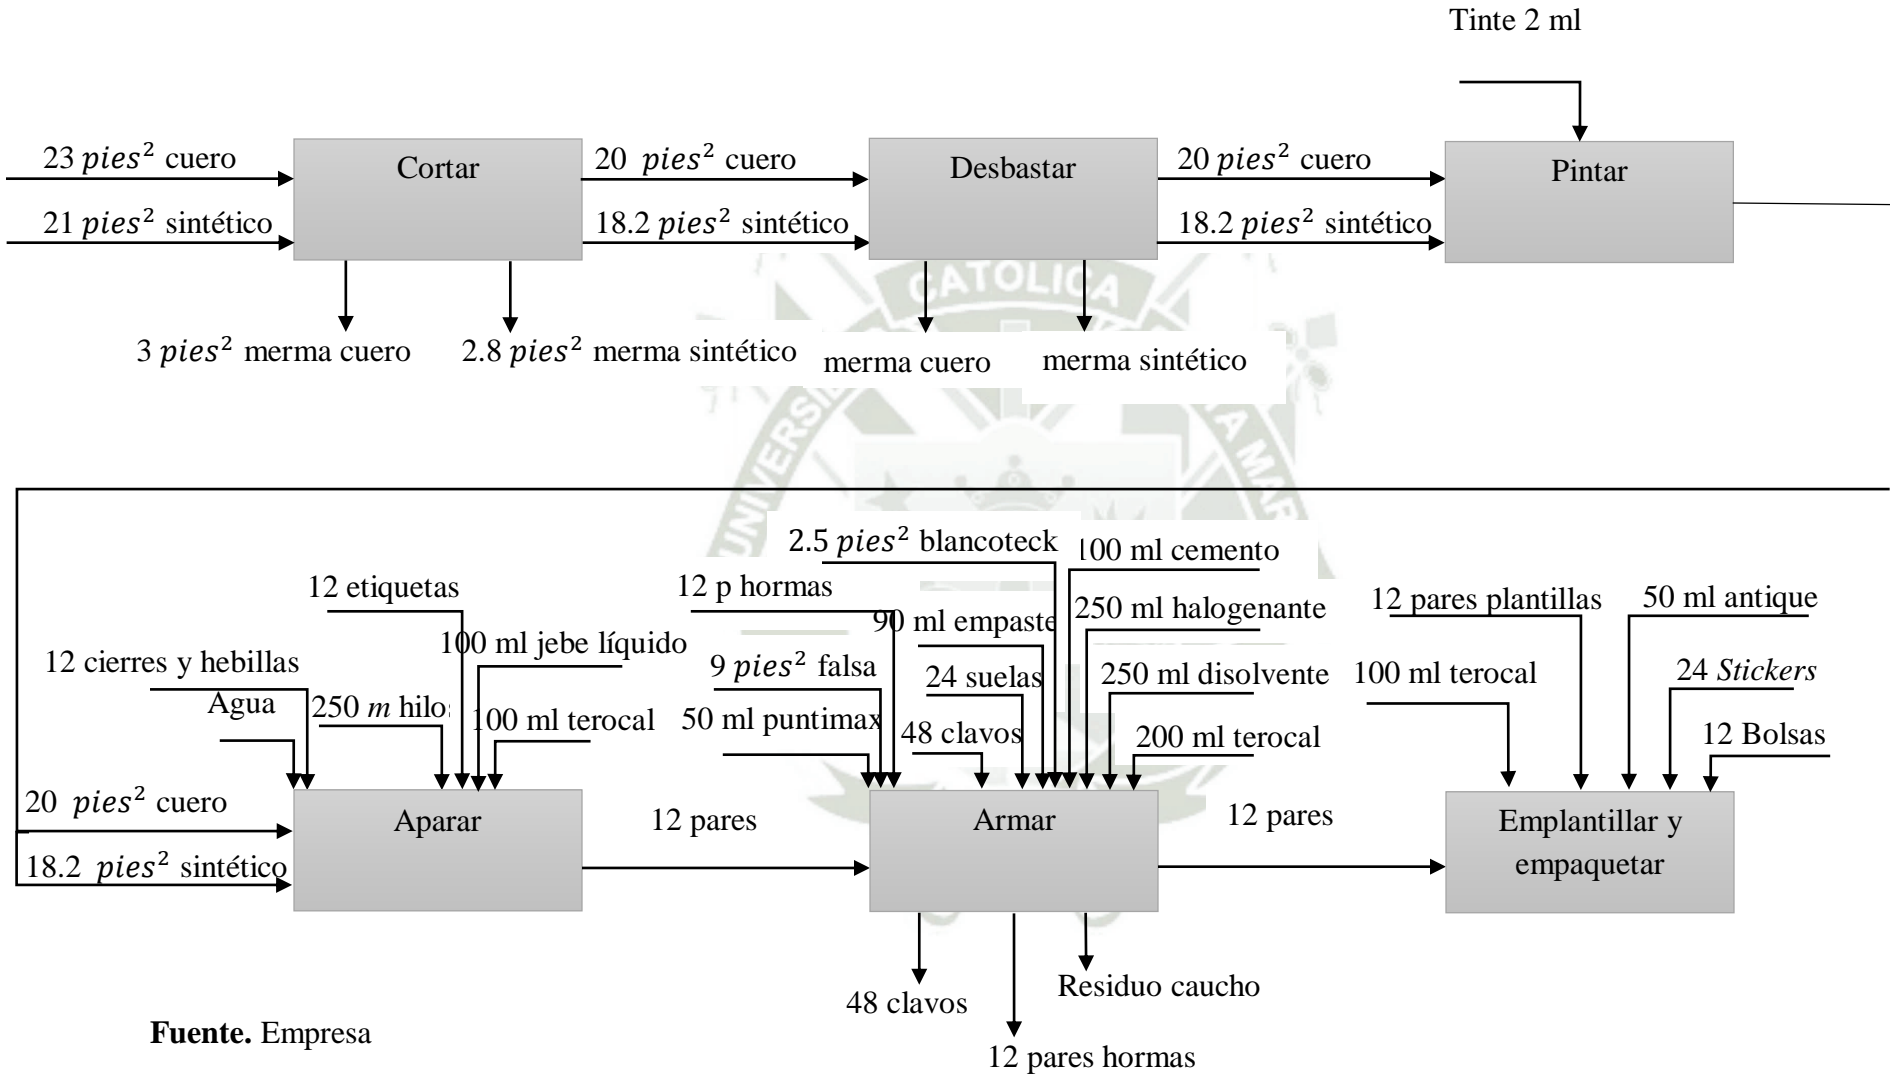 Tinte 2 ml
23 pies² cuero
21 pies² sintético
Cortar
20 pies² cuero
18.2 pies² sintético
Desbastar
20 pies² cuero
18.2 pies² sintético
Pintar
3 pies² merma cuero
2.8 pies² merma sintético
merma cuero
merma sintético
CATOLICA
12 cierres y hebillas
Agua
250 m hilo
12 etiquetas
100 ml jebe líquido
100 ml terocal
20 pies² cuero
18.2 pies² sintético
Aparar
12 pares
2.5 pies² blancoteck
12 p hormas
9 pies² falsa
50 ml puntimax
90 ml empaste
24 suelas
48 clavos
100 ml cemento
250 ml halogenante
250 ml disolvente
200 ml terocal
Armar
12 pares
48 clavos
12 pares hormas
Residuo caucho
12 pares plantillas
100 ml terocal
50 ml antique
24 Stickers
12 Bolsas
Emplantillar y
empaquetar
Fuente. Empresa